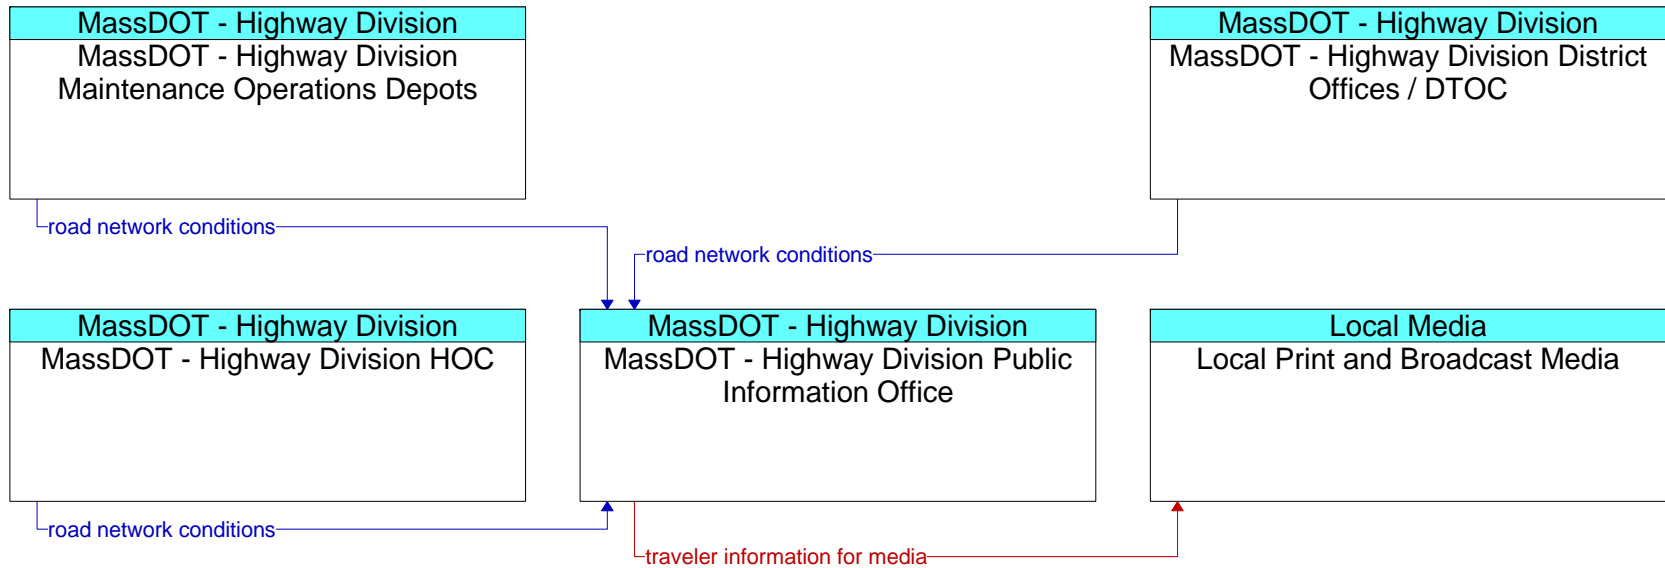 MassDOT - Highway Division
MassDOT - Highway Division
Maintenance Operations Depots
MassDOT - Highway Division
MassDOT - Highway Division District
Offices / DTOC
road network conditions
road network conditions
MassDOT - Highway Division
MassDOT - Highway Division HOC
MassDOT - Highway Division
MassDOT - Highway Division Public
Information Office
Local Media
Local Print and Broadcast Media
road network conditions
traveler information for media